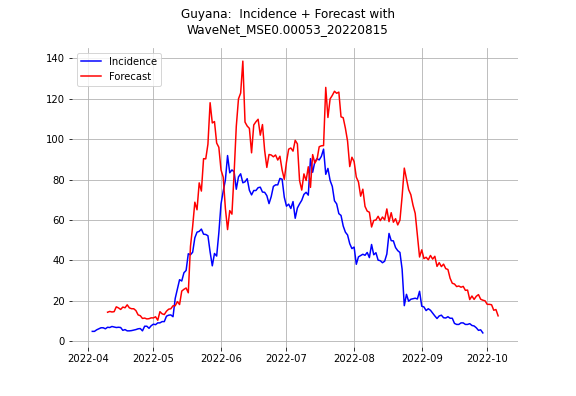 Guyana:  Incidence + Forecast with
WaveNet_MSE0.00053_20220815
Incidence
Forecast
140
120
100
80
60
40
20
0
2022-04 2022-05 2022-06 2022-07 2022-08 2022-09 2022-10